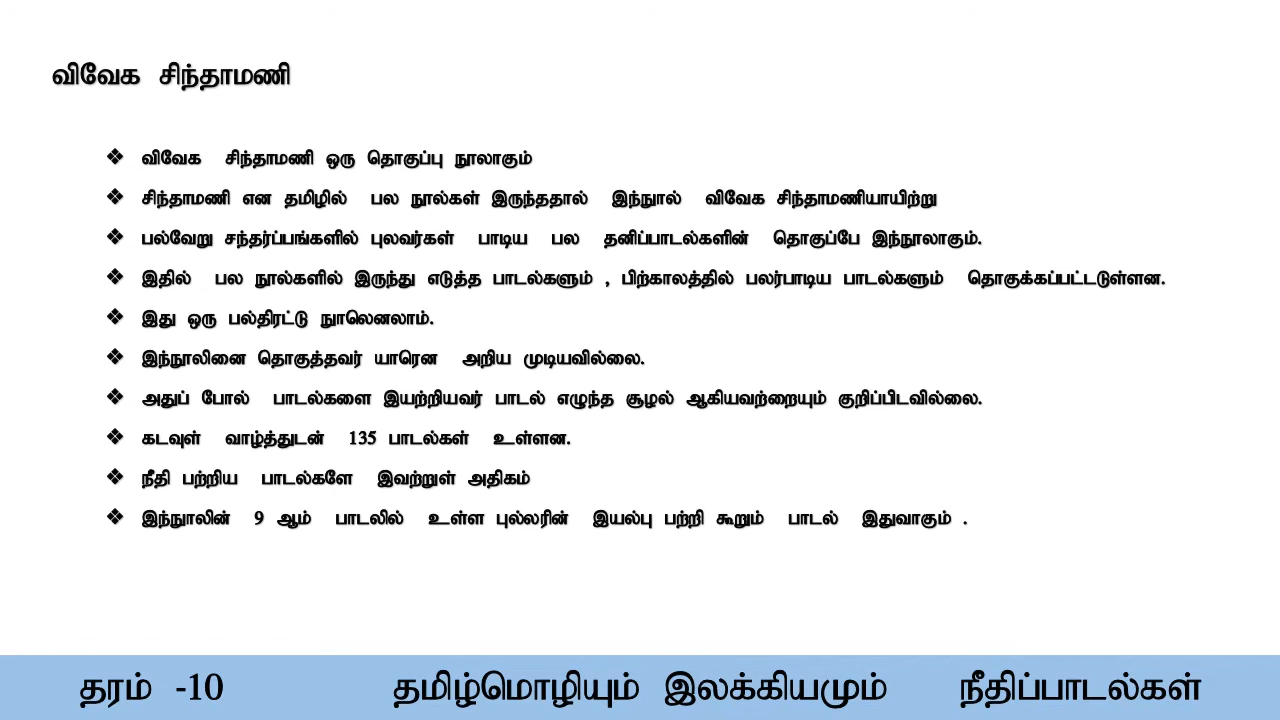 விவேக சிந்தாமணி
❖ விவேக சிந்தாமணி ஒரு தொகுப்பு நூலாகும்
❖ சிந்தாமணி என தமிழில் பல நூல்கள் இருந்ததால் இந்நுால் விவேக சிந்தாமணியாயிற்று
❖ பல்வேறு சந்தர்ப்பங்களில் புலவர்கள் பாடிய பல தனிப்பாடல்களின் தொகுப்பே இந்நூலாகும்.
❖ இதில் பல நூல்களில் இருந்து எடுத்த பாடல்களும் , பிற்காலத்தில் பலர்பாடிய பாடல்களும் தொகுக்கப்பட்டடுள்ளன.
❖ இது ஒரு பல்திரட்டு நுாலெனலாம்.
❖ இந்நூலினை தொகுத்தவர் யாரென அறிய முடியவில்லை.
❖ அதுப் போல் பாடல்களை இயற்றியவர் பாடல் எழுந்த சூழல் ஆகியவற்றையும் குறிப்பிடவில்லை.
❖ கடவுள் வாழ்த்துடன் 135 பாடல்கள் உள்ளன.
❖ நீதி பற்றிய பாடல்களே இவற்றுள் அதிகம்
❖ இந்நுாலின் 9 ஆம் பாடலில் உள்ள புல்லரின் இயல்பு பற்றி கூறும் பாடல் இதுவாகும் .
தரம் -10 தமிழ்மொழியும் இலக்கியமும் நீதிப்பாடல்கள்